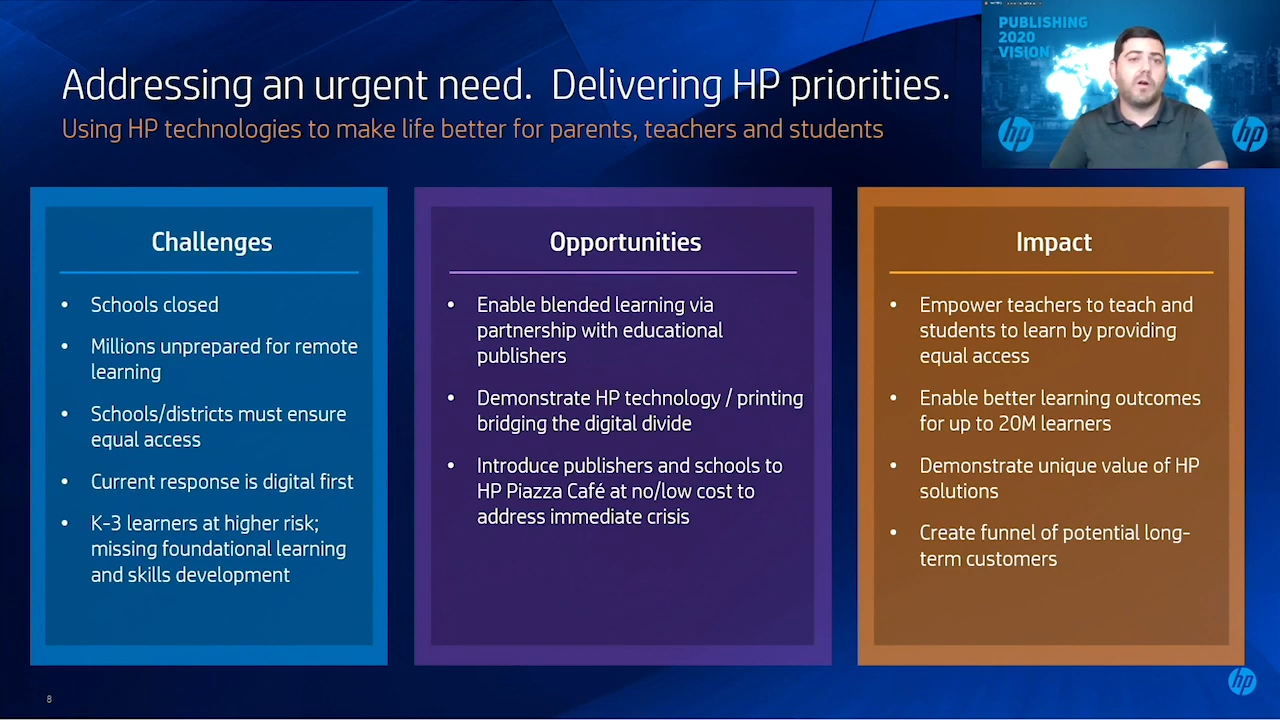 Addressing an urgent need.  Delivering HP priorities.
Using HP technologies to make life better for parents, teachers and students
PUBLISHING
2020
VISION
hp
hp
Challenges
• Schools closed
• Millions unprepared for remote
learning
• Schools/districts must ensure
equal access
• Current response is digital first
• K-3 learners at higher risk;
missing foundational learning
and skills development
Opportunities
• Enable blended learning via
partnership with educational
publishers
• Demonstrate HP technology / printing
bridging the digital divide
• Introduce publishers and schools to
HP Piazza Café at no/low cost to
address immediate crisis
Impact
• Empower teachers to teach and
students to learn by providing
equal access
• Enable better learning outcomes
for up to 20M learners
• Demonstrate unique value of HP
solutions
• Create funnel of potential long-
term customers
8
hp